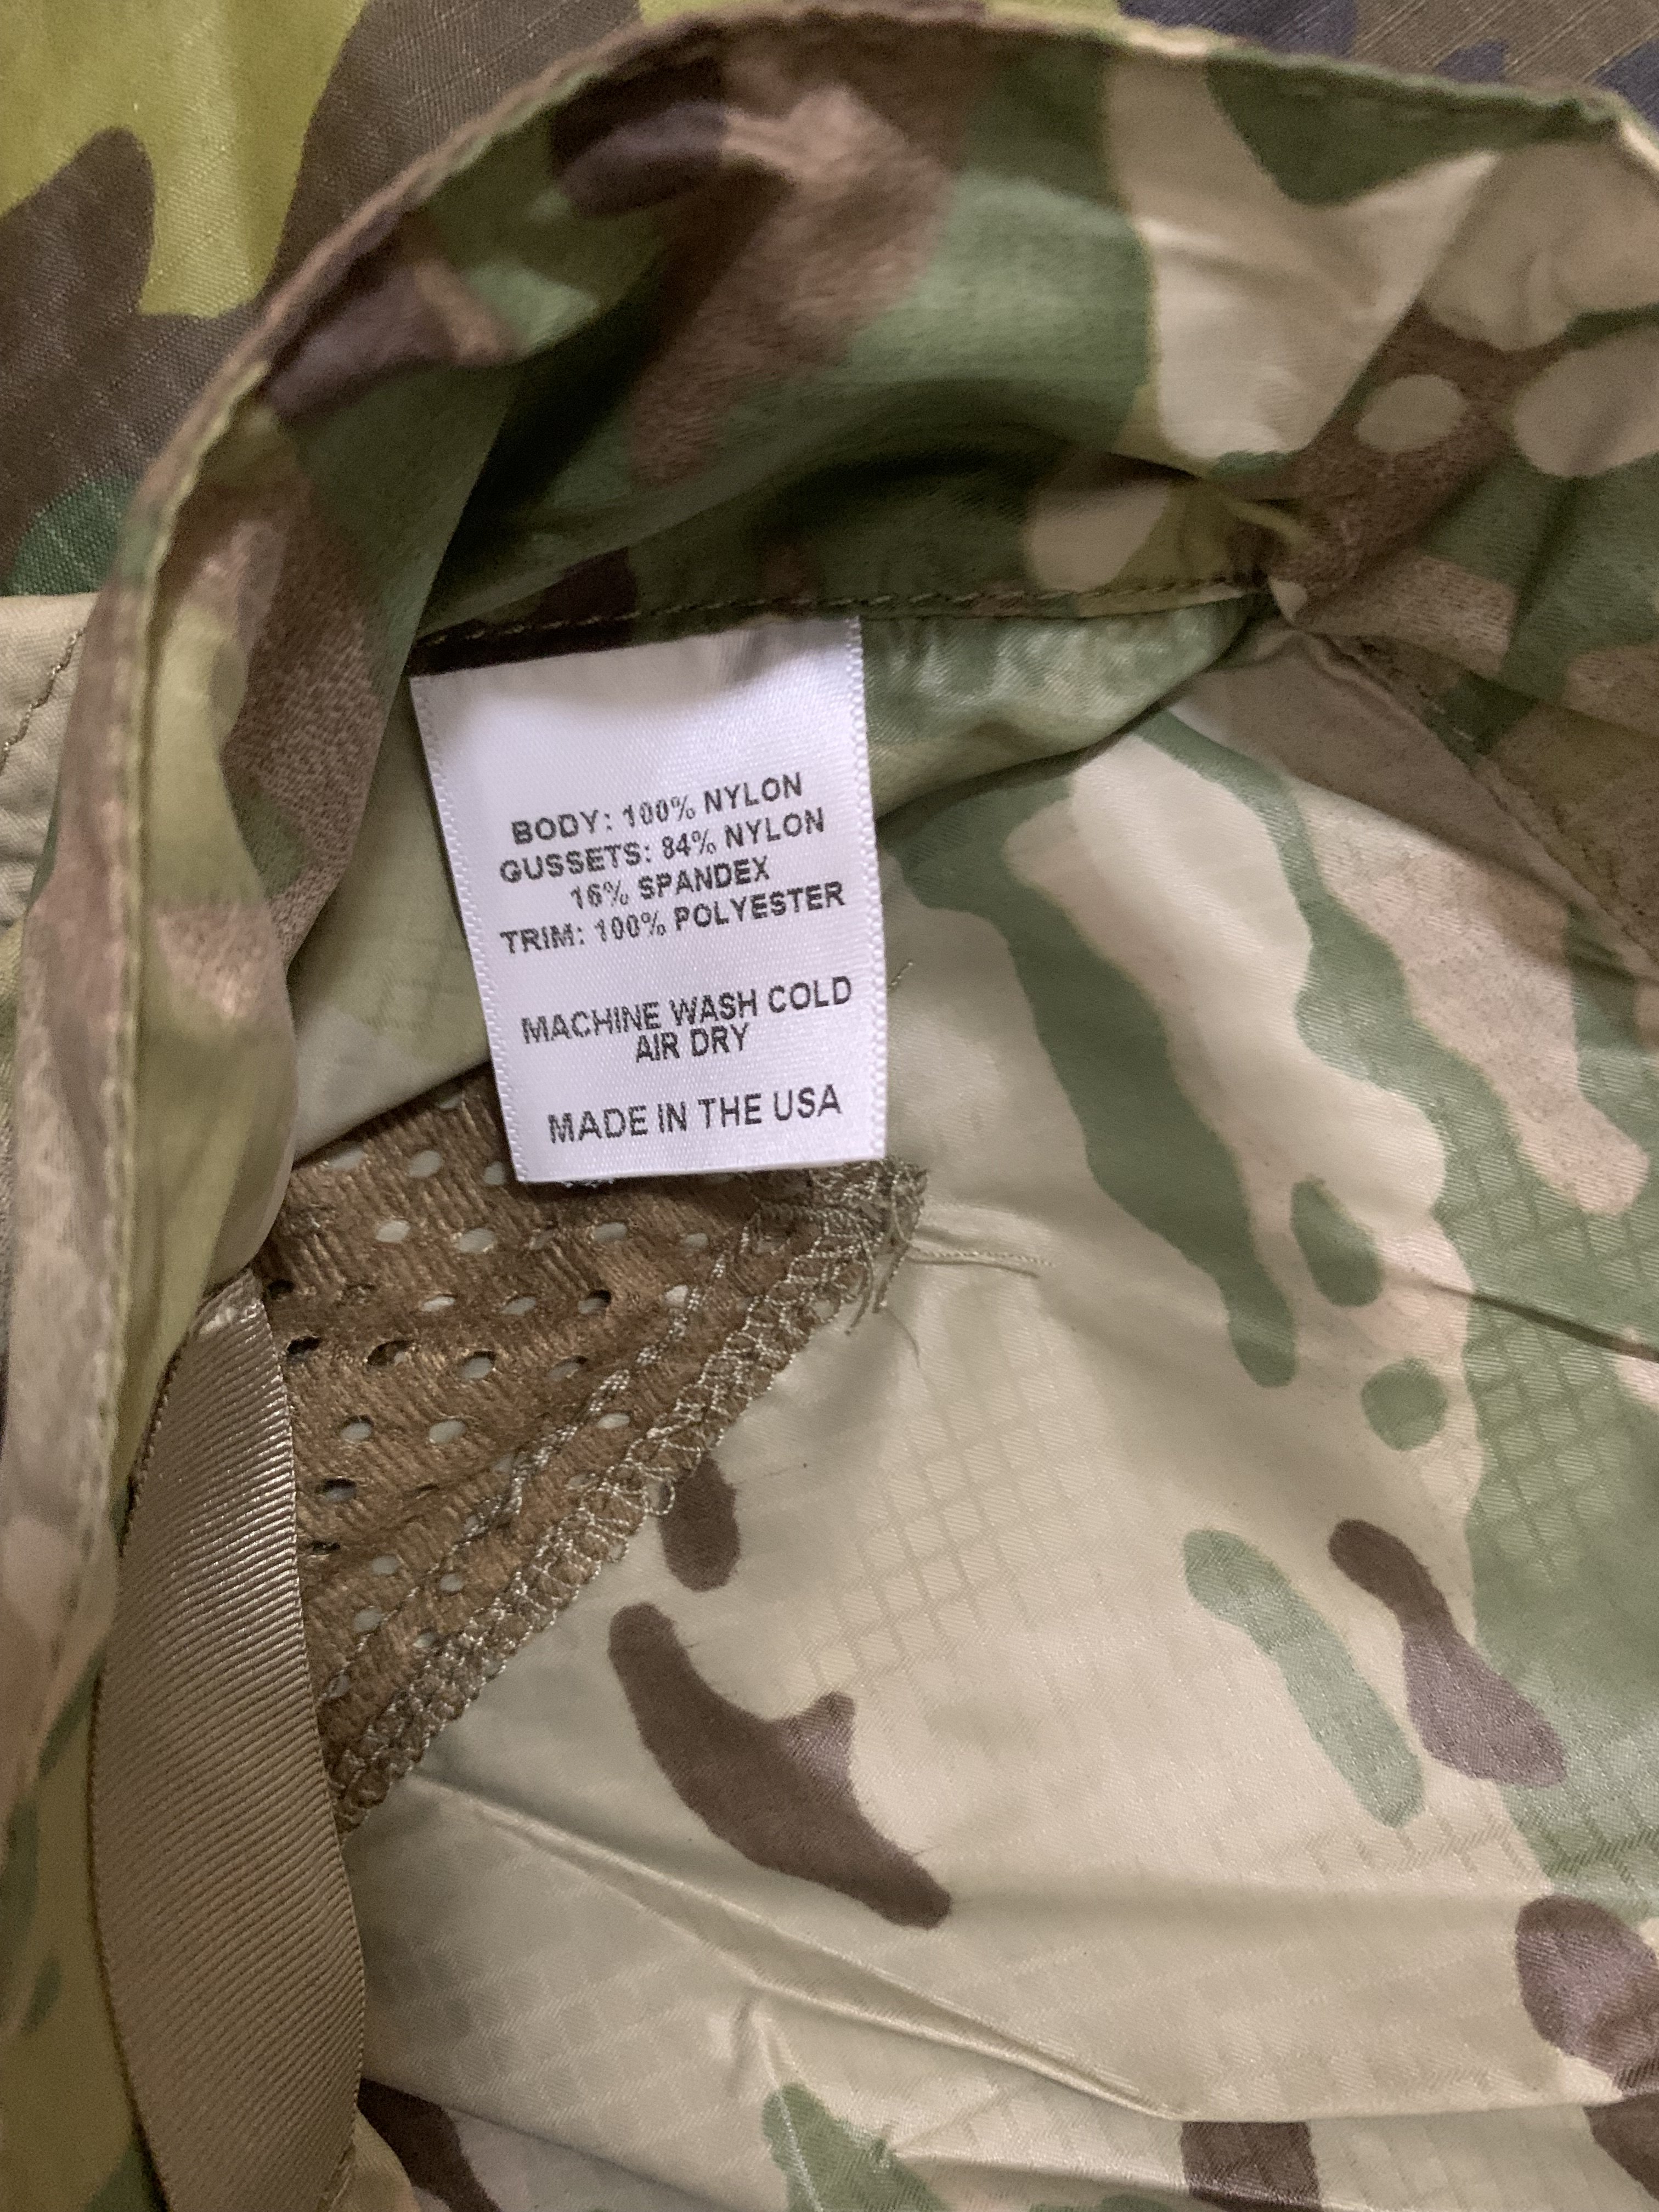 BODY: 100% NYLON
GUSSETS: 84% NYLON
16% SPANDEX
TRIM: 100% POLYESTER
MACHINE WASH COLD
AIR DRY
MADE IN THE USA